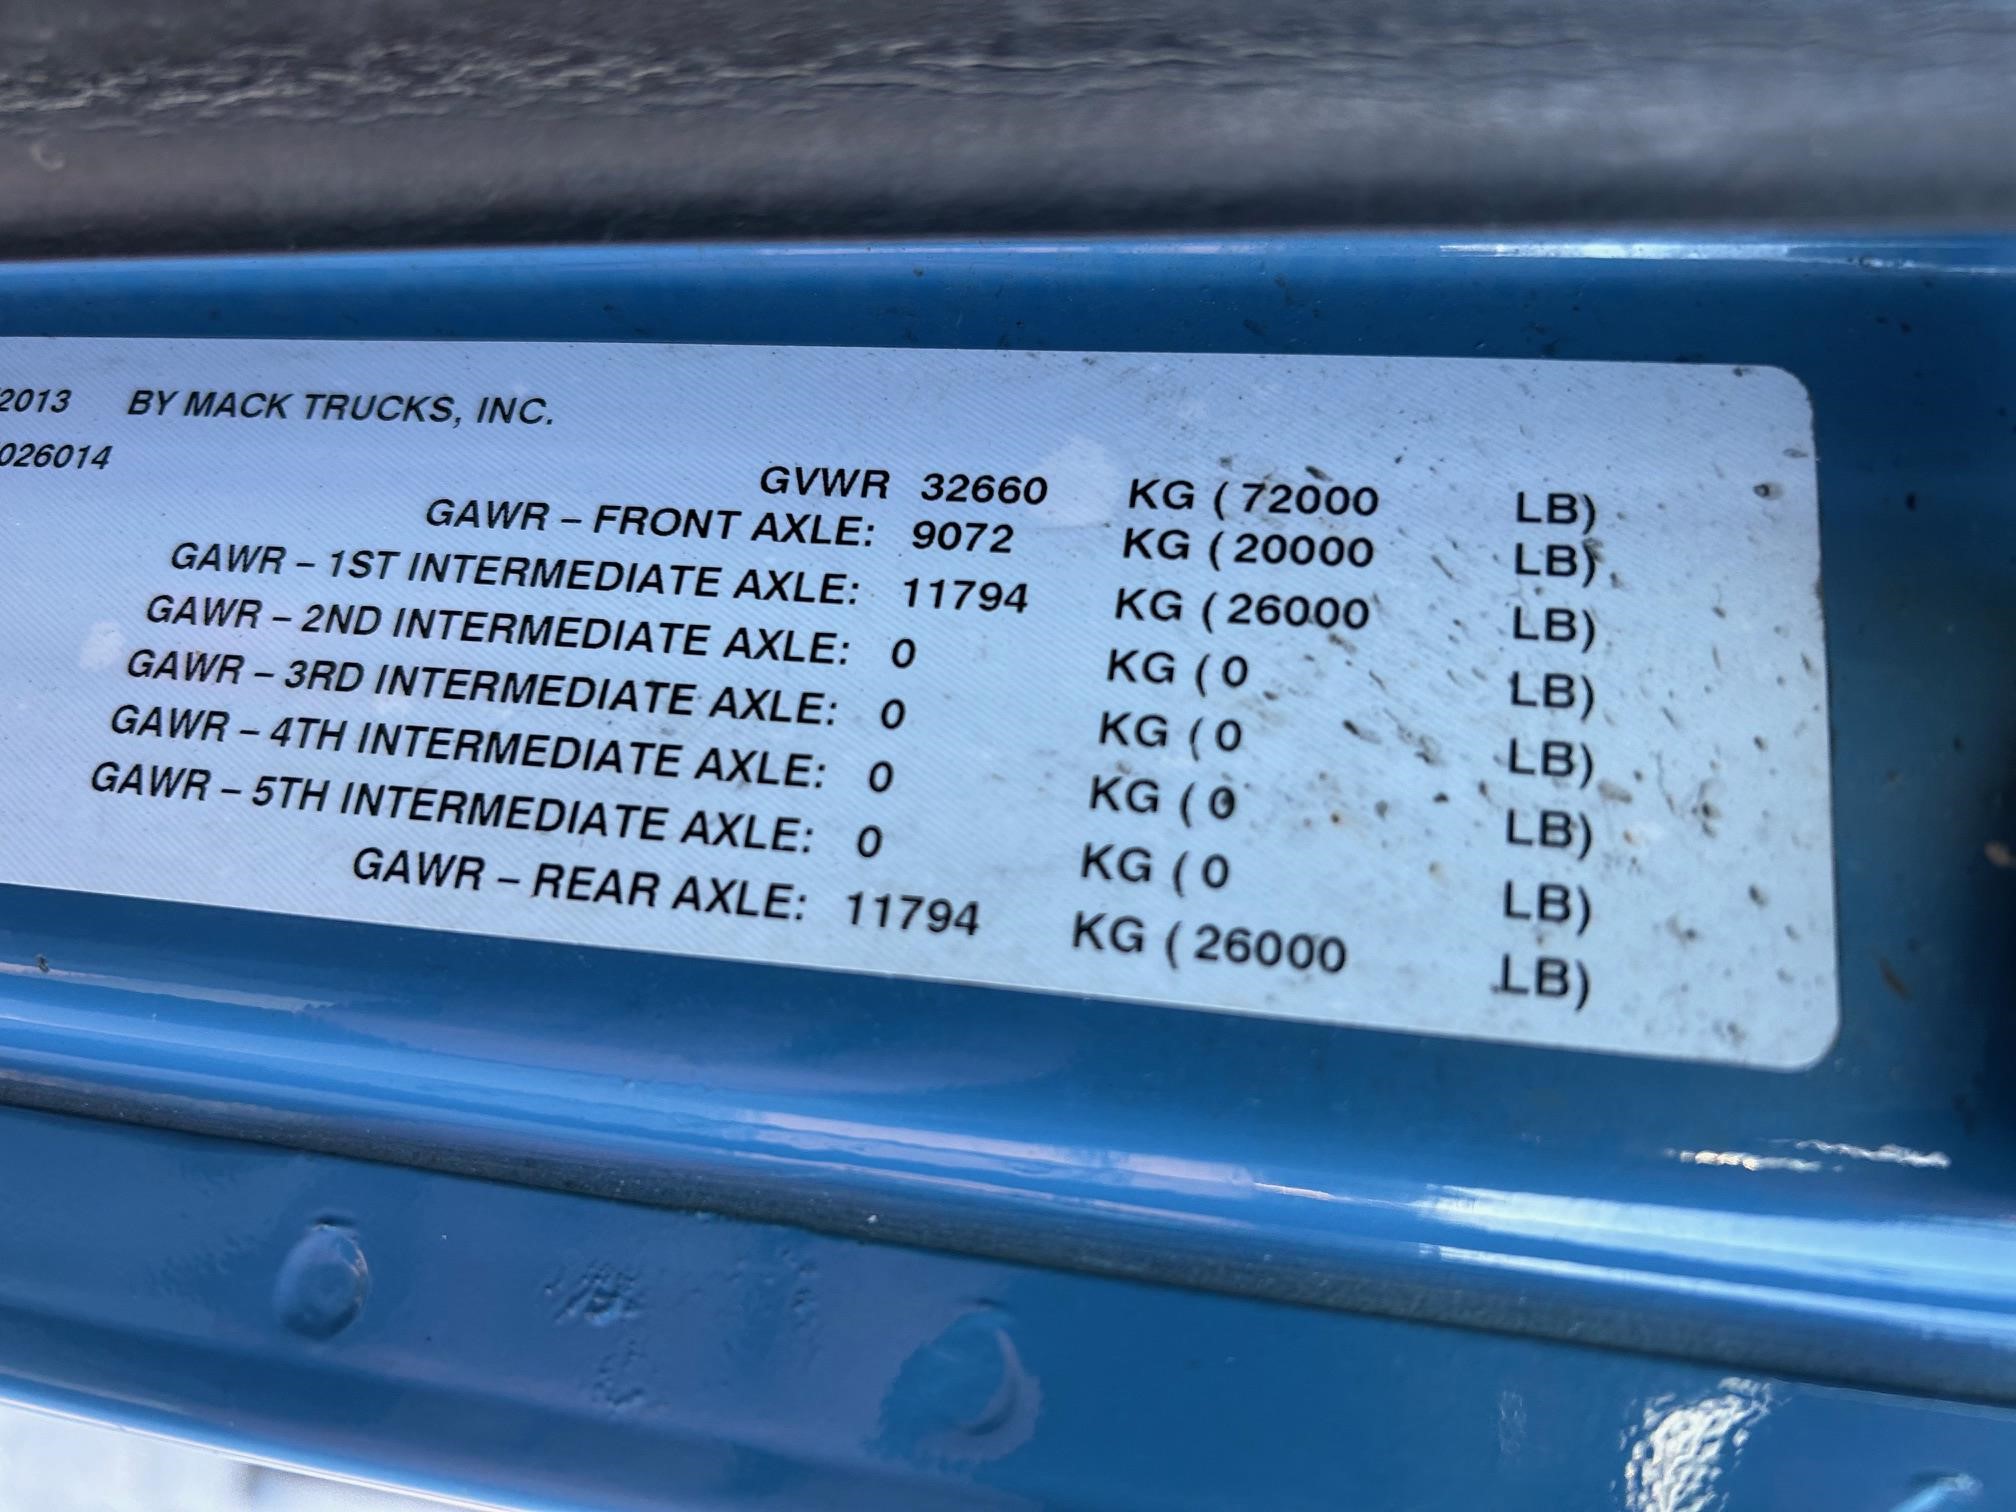 /2013 BY MACK TRUCKS, INC.
026014
GVWR 32660 KG (72000 LB)
GAWR – FRONT AXLE: 9072 KG (20000 LB)
GAWR – 1ST INTERMEDIATE AXLE: 11794 KG (26000 LB)
GAWR – 2ND INTERMEDIATE AXLE: 0 KG (0 LB)
GAWR – 3RD INTERMEDIATE AXLE: 0 KG (0 LB)
GAWR – 4TH INTERMEDIATE AXLE: 0 KG (0 LB)
GAWR – 5TH INTERMEDIATE AXLE: 0 KG (0 LB)
GAWR – REAR AXLE: 11794 KG (26000 LB)